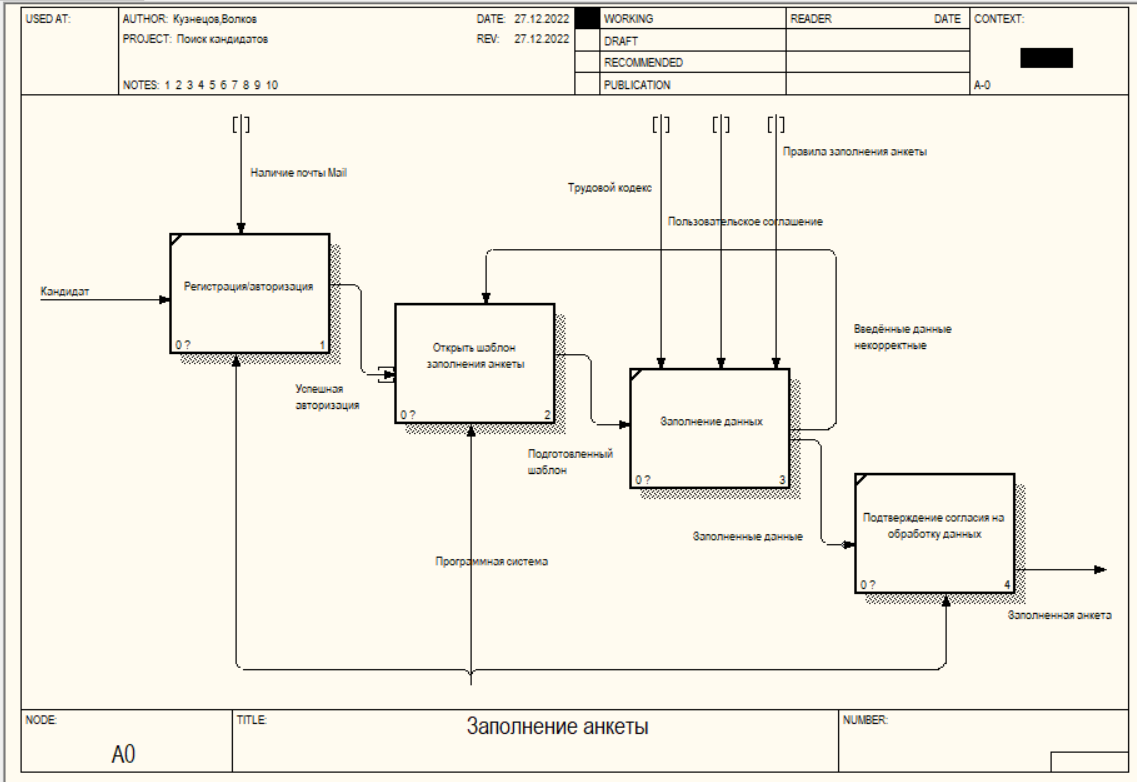 USED AT:
AUTHOR: Кузнецов,Волков
DATE: 27.12.2022
WORKING
READER
DATE
CONTEXT:
PROJECT: Поиск кандидатов
REV: 27.12.2022
DRAFT
RECOMMENDED
NOTES: 1 2 3 4 5 6 7 8 9 10
PUBLICATION
A-0
Правила заполнения анкеты
Наличие почты Mail
Трудовой кодекс
Пользовательское соглашение
Кандидат
Регистрация/авторизация
0 ?
1
Введённые данные
некорректные
Открыть шаблон
заполнения анкеты
0 ?
2
Успешная
авторизация
Заполнение данных
0 ?
3
Подготовленный
шаблон
Подтверждение согласия на
обработку данных
0 ?
4
Заполненные данные
Программная система
Заполненная анкета
NODE:
TITLE:
NUMBER:
A0
Заполнение анкеты